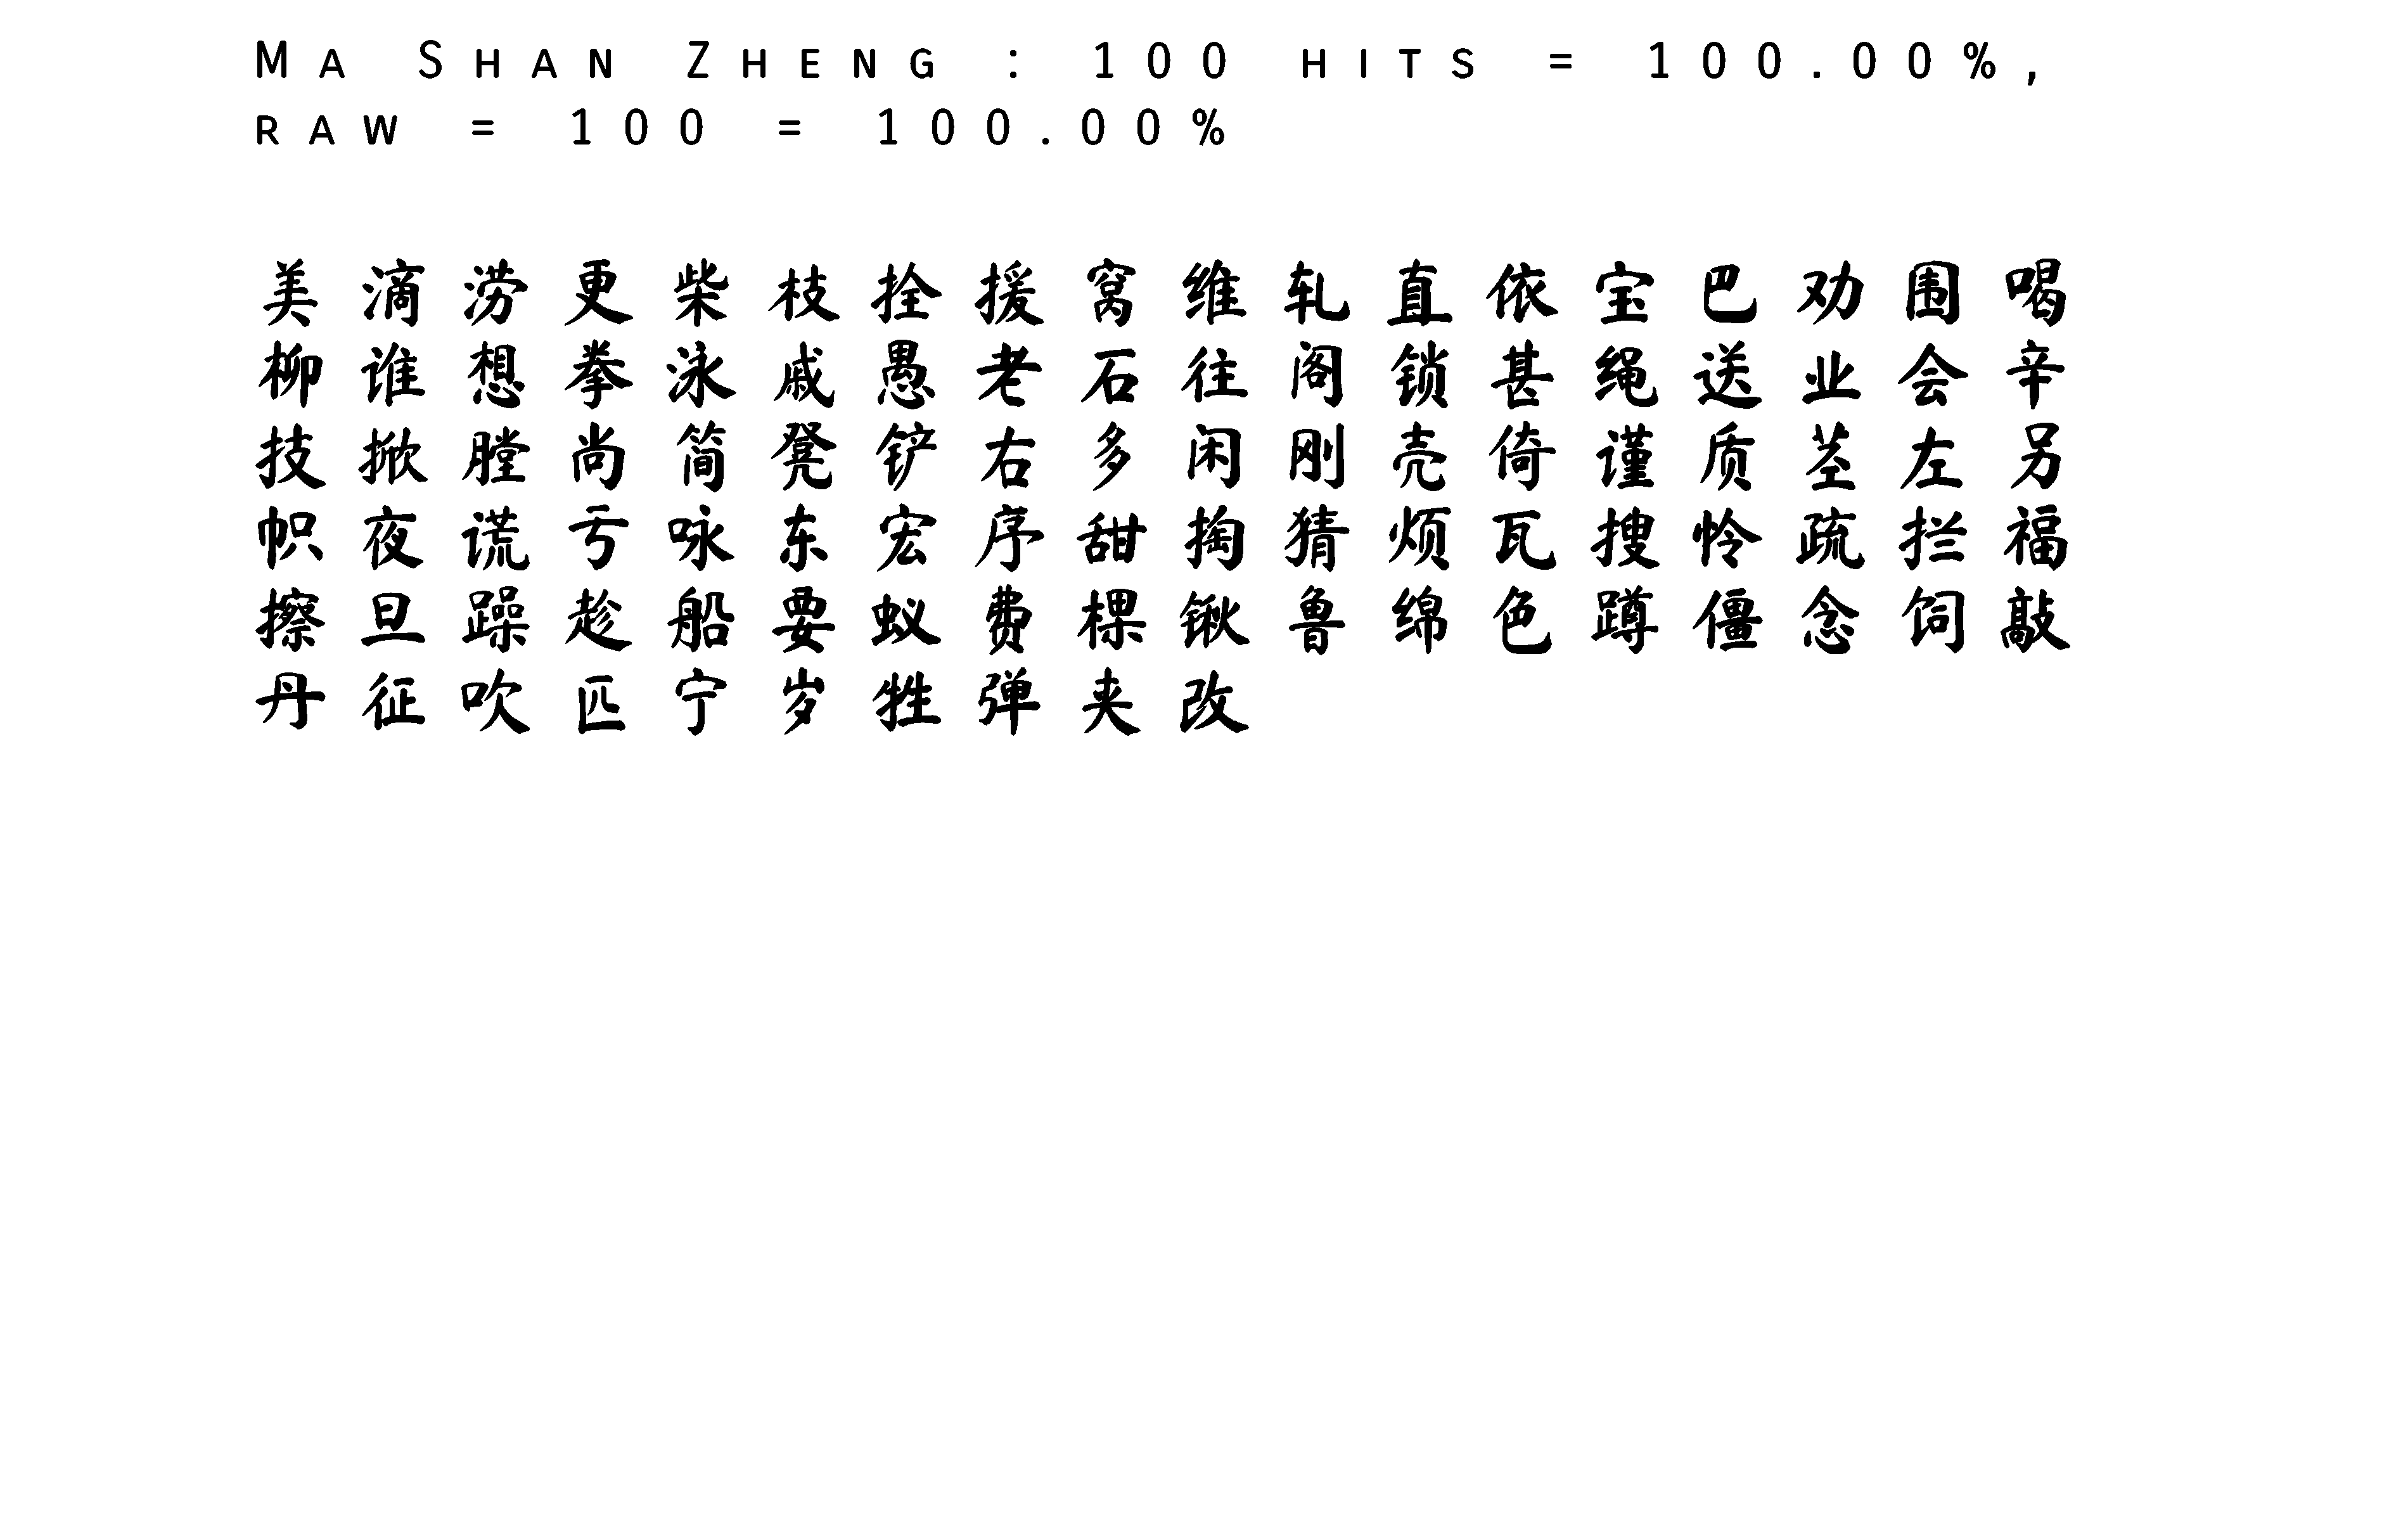 Ma Shan Zheng : 100 hits = 100.00%,
raw = 100 = 100.00%
美滴涝更柴枝拴援窝维轧直依宝巴劝围喝
柳谁想拳泳戚愚老石往阁锁甚绳送业会辛
技掀膛尚简凳铲右多闲刚壳倚谨质茎左另
帜夜谎亏咏东宏序甜掏猜烦瓦搜怜疏拦福
擦旦躁趁船要蚁费棵锹鲁绵色蹲僵念饲敲
丹征吹匹宁岁牲弹夹改